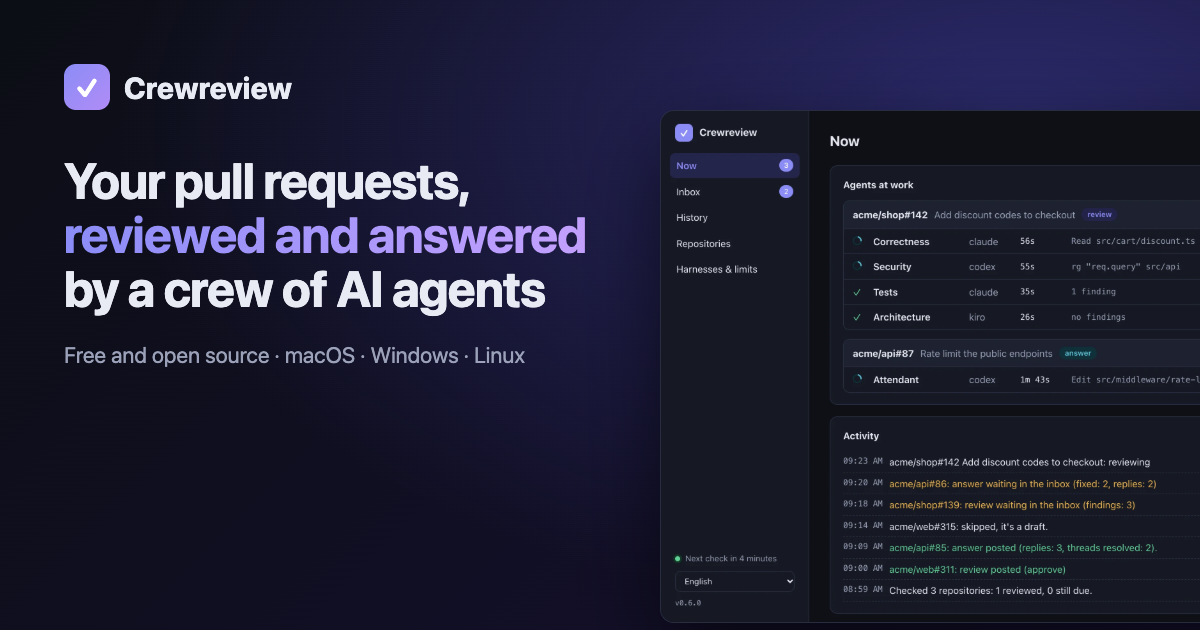 Crewreview
Your pull requests,
reviewed and answered
by a crew of AI agents
Free and open source · macOS · Windows · Linux
Crewreview
Now 3
Inbox 2
History
Repositories
Harnesses & limits
Next check in 4 minutes
English
v0.6.0
Now
Agents at work
acme/shop#142 Add discount codes to checkout review
Correctness claude 56s Read src/cart/discount.ts
Security codex 55s rg "req.query" src/api
Tests claude 35s 1 finding
Architecture kiro 26s no findings
acme/api#87 Rate limit the public endpoints answer
Attendant codex 1m 43s Edit src/middleware/rate-l
Activity
09:23 AM acme/shop#142 Add discount codes to checkout: reviewing
09:20 AM acme/api#86: answer waiting in the inbox (fixed: 2, replies: 2)
09:18 AM acme/shop#139: review waiting in the inbox (findings: 3)
09:14 AM acme/web#315: skipped, it's a draft.
09:09 AM acme/api#85: answer posted (replies: 3, threads resolved: 2).
09:00 AM acme/web#311: review posted (approve)
08:59 AM Checked 3 repositories: 1 reviewed, 0 still due.